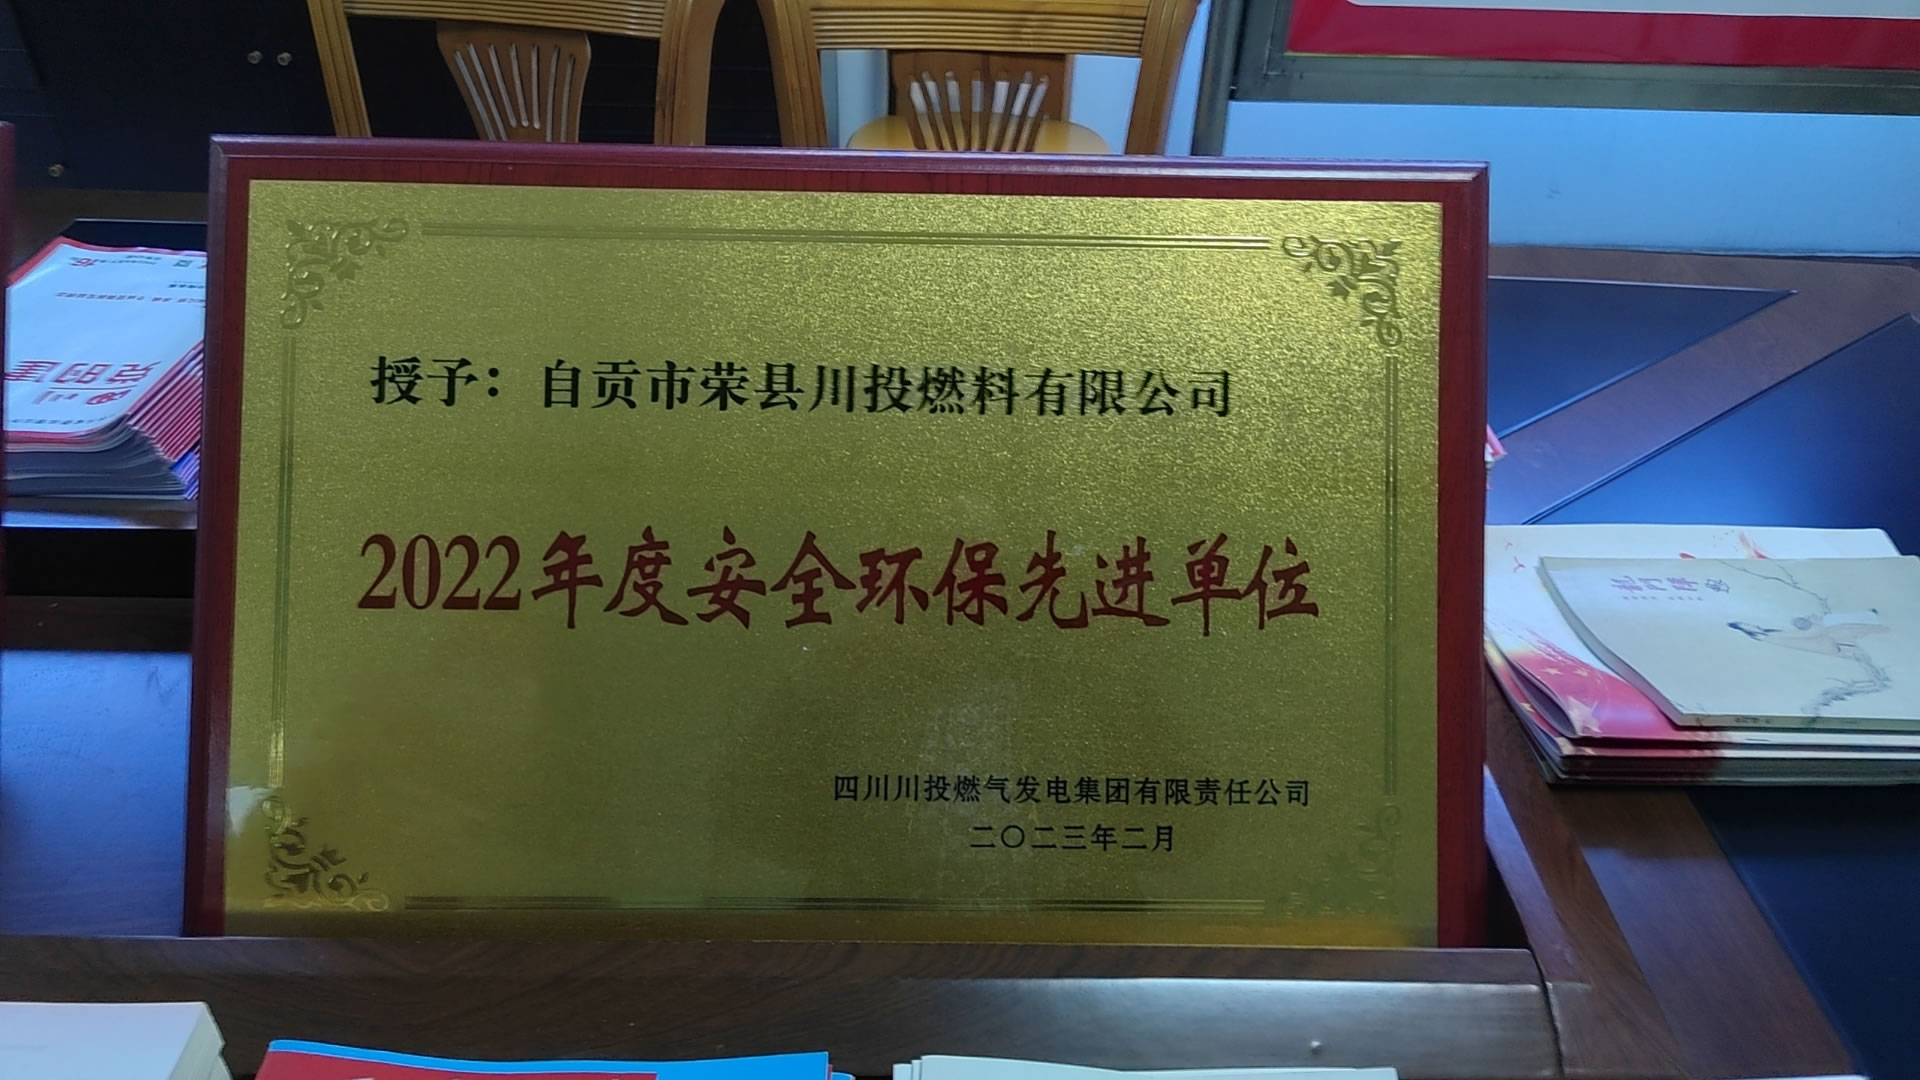 授予：自贡市荣县川投燃料有限公司
2022年度安全环保先进单位
四川川投燃气发电集团有限责任公司
二〇二三年二月